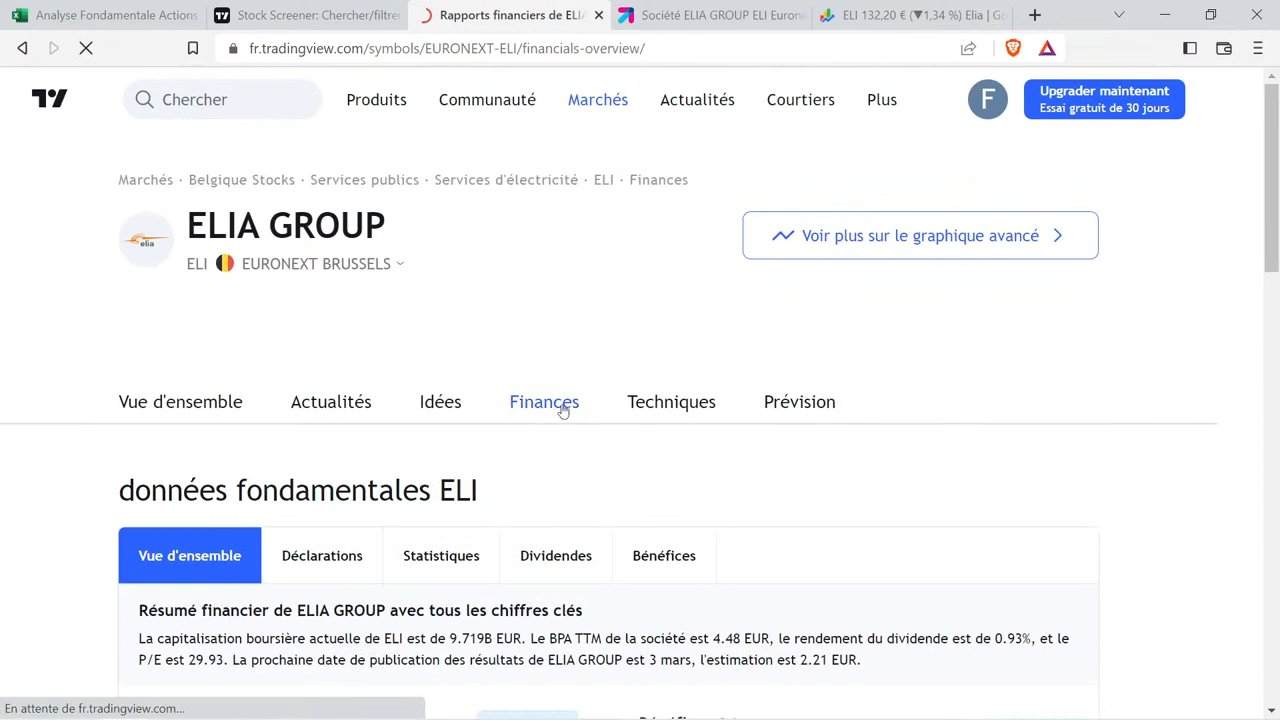 Analyse Fondamentale Actions
Stock Screener: Chercher/filtrer
Rapports financiers de ELIA
Société ELIA GROUP ELI Euron
ELI 132,20 € (▼1,34 %) Elia | Go
fr.tradingview.com/symbols/EURONEXT-ELI/financials-overview/
Chercher
Produits
Communauté
Marchés
Actualités
Courtiers
Plus
F
Upgrader maintenant
Essai gratuit de 30 jours
Marchés · Belgique Stocks · Services publics · Services d'électricité · ELI · Finances
elia
ELIA GROUP
ELI EURONEXT BRUSSELS
Voir plus sur le graphique avancé
Vue d'ensemble
Actualités
Idées
Finances
Techniques
Prévision
données fondamentales ELI
Vue d'ensemble
Déclarations
Statistiques
Dividendes
Bénéfices
Résumé financier de ELIA GROUP avec tous les chiffres clés
La capitalisation boursière actuelle de ELI est de 9.719B EUR. Le BPA TTM de la société est 4.48 EUR, le rendement du dividende est de 0.93%, et le
P/E est 29.93. La prochaine date de publication des résultats de ELIA GROUP est 3 mars, l'estimation est 2.21 EUR.
En attente de fr.tradingview.com...